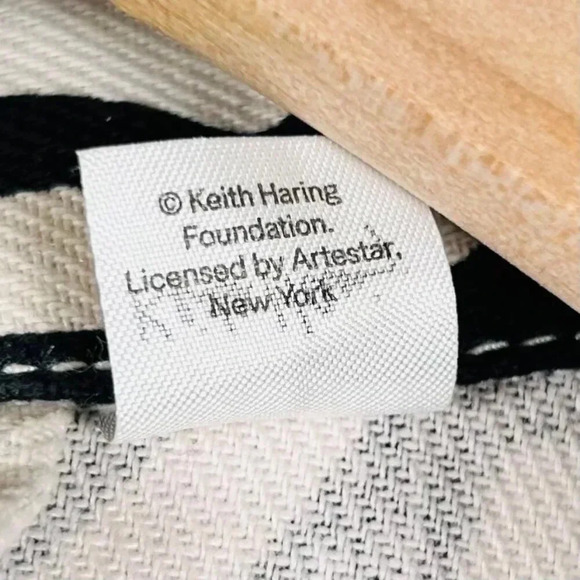 © Keith Haring
Foundation.
Licensed by Artestar,
New York